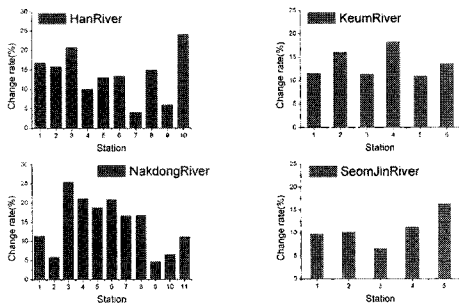 HanRiver
Change rate(%)
30
25
20
15
10
5
0
1 2 3 4 5 6 7 8 9 10
Station
KeumRiver
Change rate(%)
25
20
15
10
5
0
1 2 3 4 5 6
Station
NakdongRiver
Change rate(%)
30
25
20
15
10
5
0
1 2 3 4 5 6 7 8 9 10 11
Station
SeomJinRiver
Change rate(%)
25
20
15
10
5
0
1 2 3 4 5
Station